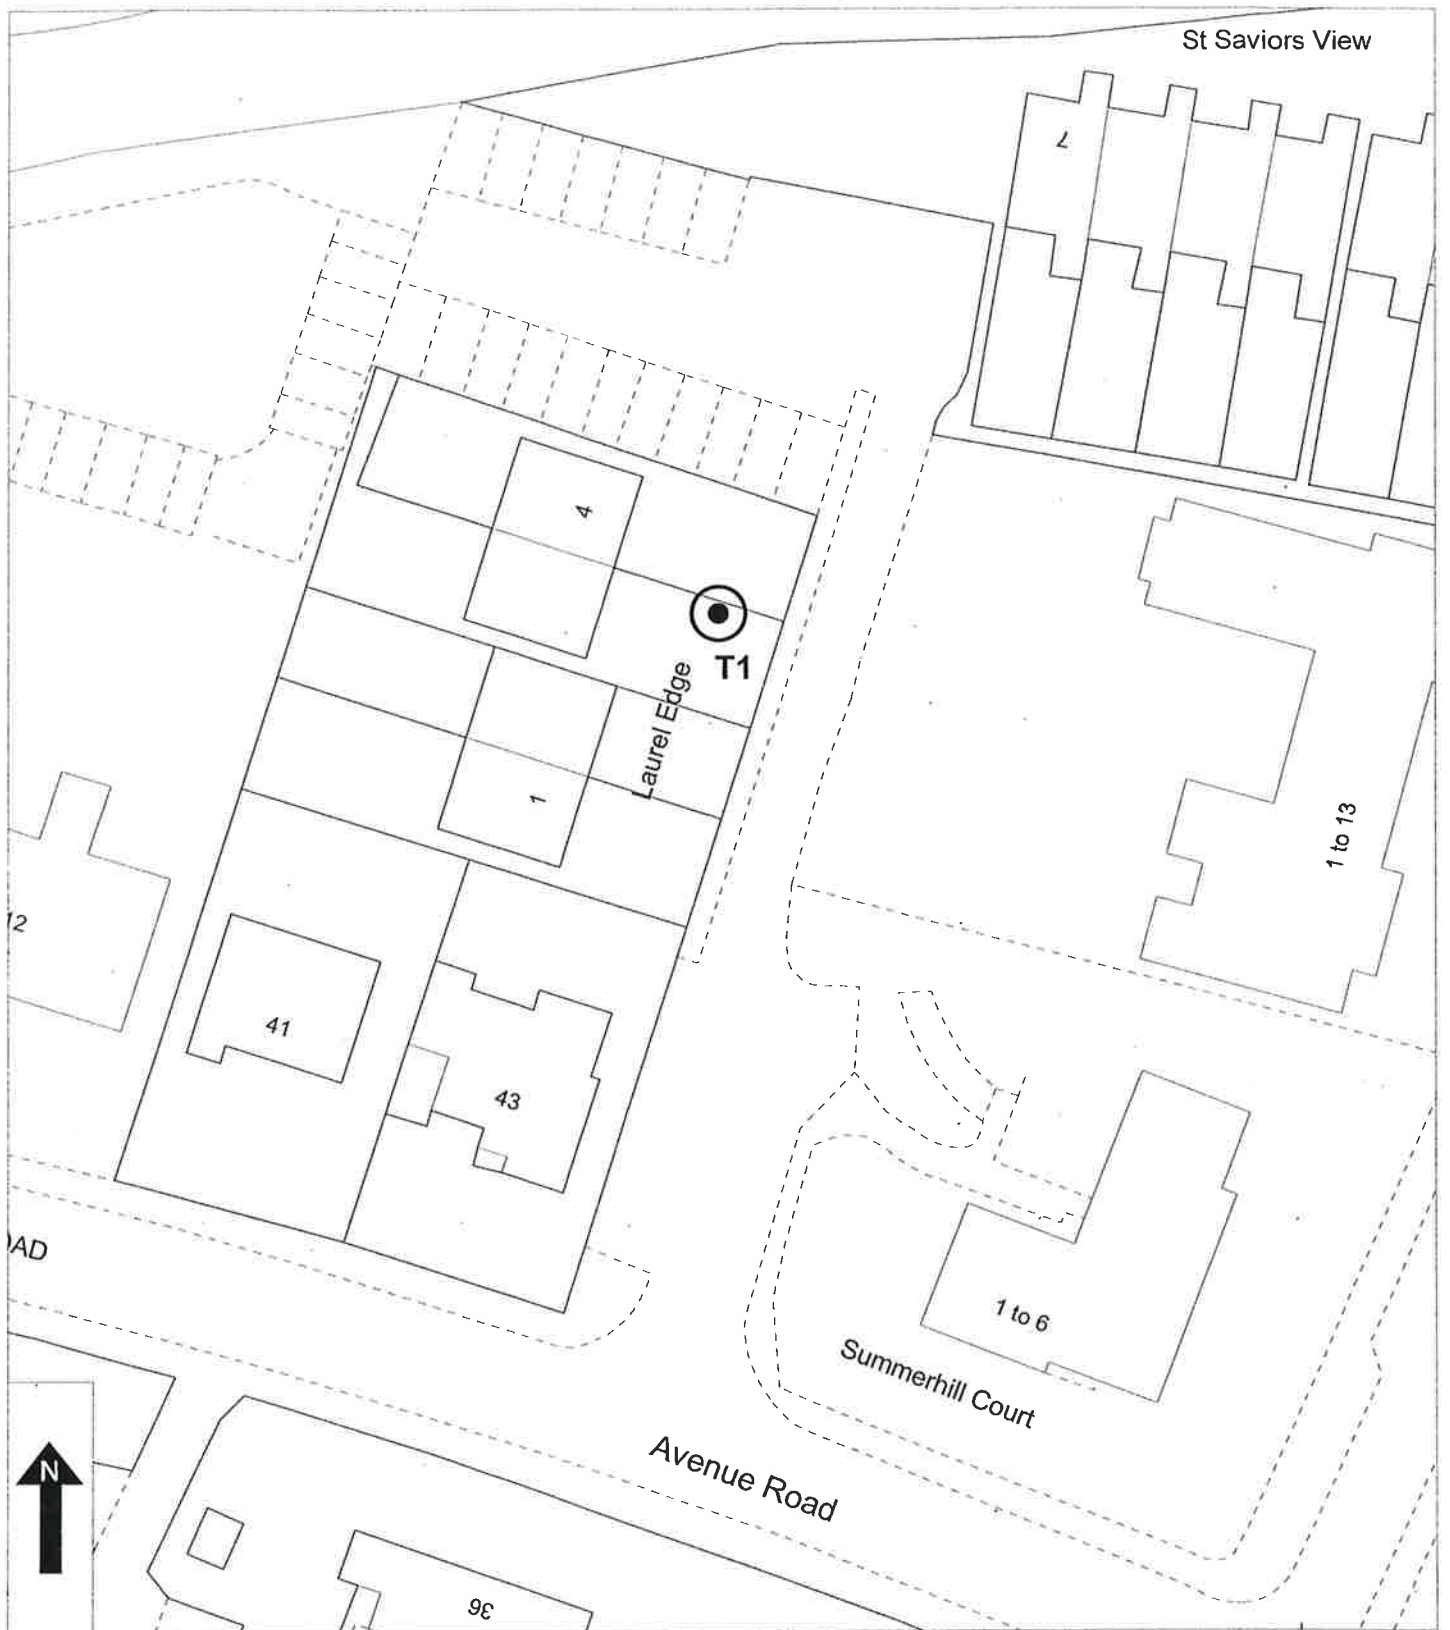 St Saviors View
7
4
T1
Laurel Edge
1
1 to 13
12
41
43
OAD
1 to 6
Summerhill Court
Avenue Road
N
36